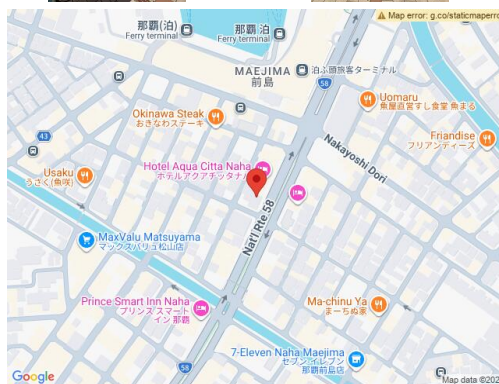 Map error: g.co/staticmaperro
那覇(泊)
Ferry terminal
那覇 泊
Ferry terminal
58
MAEJIMA
前島
泊ふ頭旅客ターミナル
Uomaru
魚屋直営すし食堂 魚まる
Okinawa Steak
おきなわステーキ
43
Nakayoshi Dori
Friandise
フリアンディーズ
Hotel Aqua Citta Naha
ホテルアクアチッタナハ
Usaku
うさく(魚咲)
Nat'l Rte 58
MaxValu Matsuyama
マックスバリュ松山店
Prince Smart Inn Naha
プリンス スマート
イン 那覇
Ma-chinu Ya
まーちぬ家
7-Eleven Naha Maejima
セブン-イレブン
那覇前島店
58
Google
Map data ©202